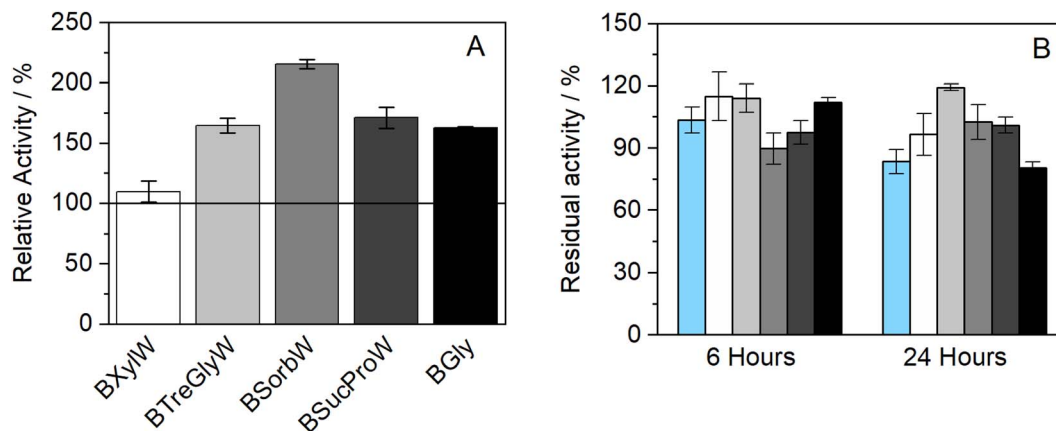 A
Relative Activity / %
250
200
150
100
50
0
BXylW
BTreGlyW
BSorbW
BSucProW
BGly
B
Residual activity / %
150
120
90
60
30
0
6 Hours
24 Hours